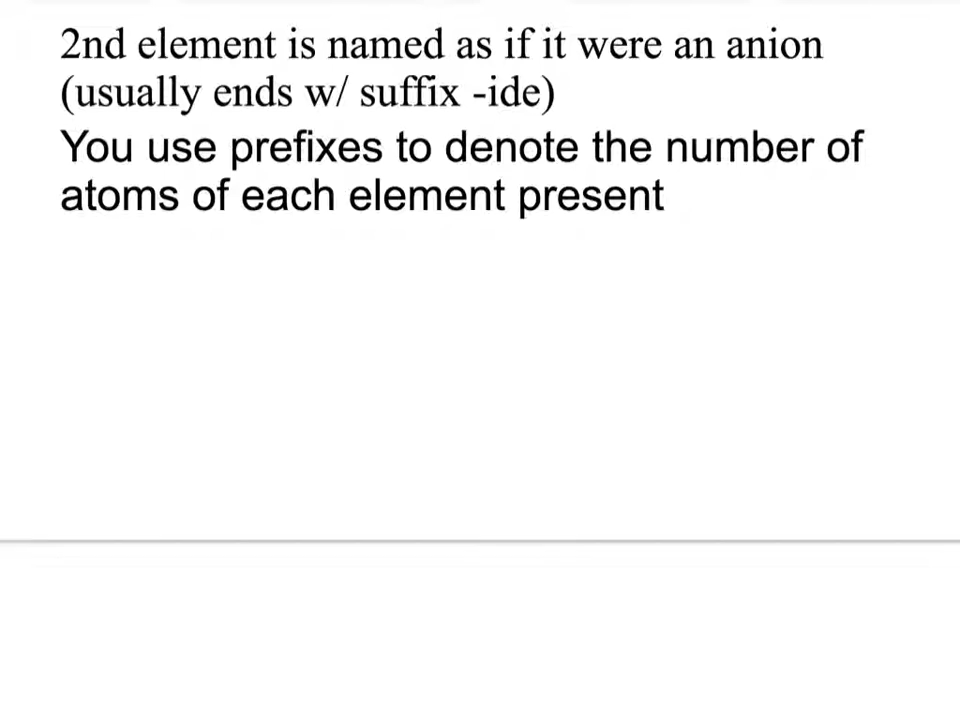 2nd element is named as if it were an anion
(usually ends w/ suffix -ide)
You use prefixes to denote the number of
atoms of each element present